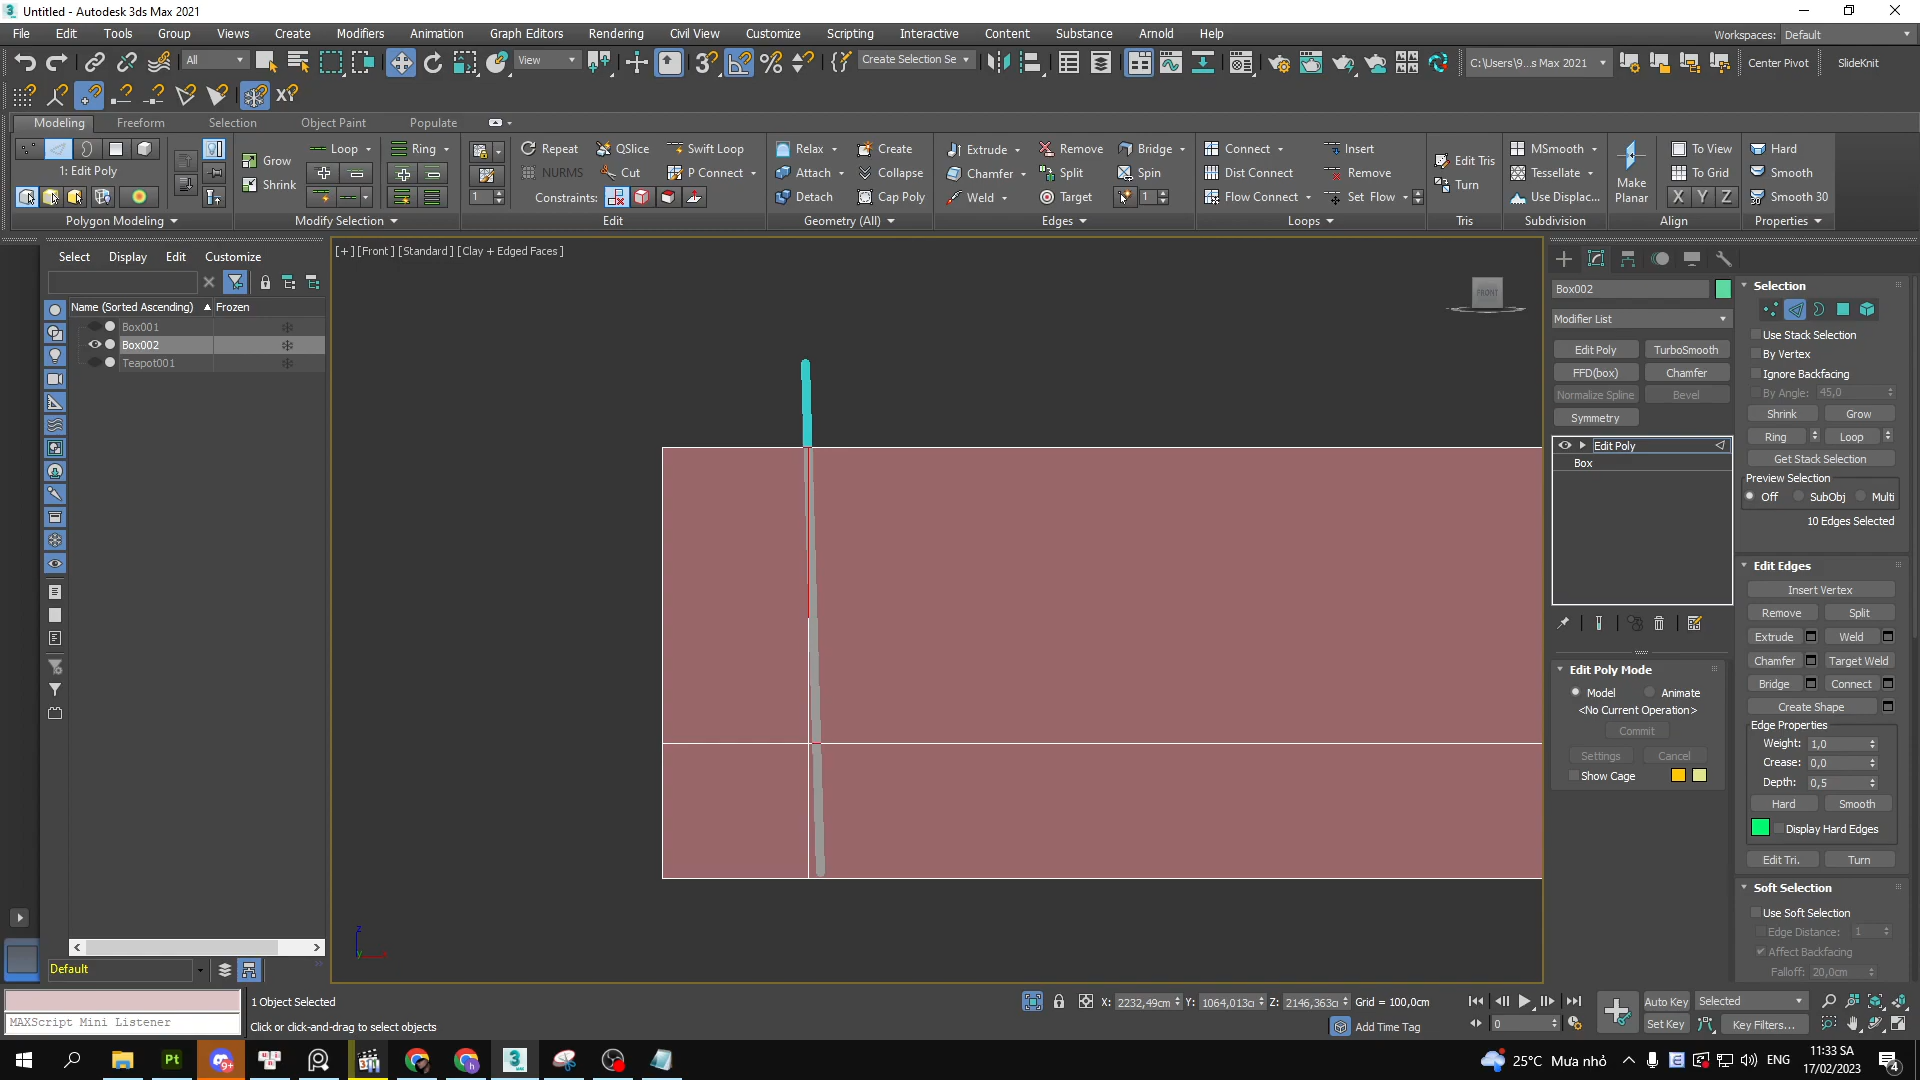 Untitled - Autodesk 3ds Max 2021
File Edit Tools Group Views Create Modifiers Animation Graph Editors Rendering Civil View Customize Scripting Interactive Content Substance Arnold Help
Workspaces: Default
All View Create Selection Se C:\Users\9...s Max 2021 Center Pivot SlideKnit
XY
Modeling Freeform Selection Object Paint Populate
Loop Ring Repeat QSlice Swift Loop Relax Create Extrude Remove Bridge Connect Insert MSmooth To View Hard
Grow NURMS Cut P Connect Attach Collapse Chamfer Split Spin Dist Connect Remove Edit Tris Tessellate Make Planar To Grid Smooth
1: Edit Poly
Shrink 1 Constraints: Detach Cap Poly Weld Target 1 Flow Connect Set Flow Turn Use Displac... X Y Z Smooth 30
Polygon Modeling Modify Selection Edit Geometry (All) Edges Loops Tris Subdivision Align Properties
Select Display Edit Customize
Name (Sorted Ascending) Frozen
Box001
Box002
Teapot001
Default
[+] [Front] [Standard] [Clay + Edged Faces]
FRONT
z
y
Box002
Modifier List
Edit Poly TurboSmooth
FFD(box) Chamfer
Normalize Spline Bevel
Symmetry
Edit Poly
Box
Edit Poly Mode
Model Animate
<No Current Operation>
Commit
Settings Cancel
Show Cage
Selection
Use Stack Selection
By Vertex
Ignore Backfacing
By Angle: 45,0
Shrink Grow
Ring Loop
Get Stack Selection
Preview Selection
Off SubObj Multi
10 Edges Selected
Edit Edges
Insert Vertex
Remove Split
Extrude Weld
Chamfer Target Weld
Bridge Connect
Create Shape
Edge Properties
Weight: 1,0
Crease: 0,0
Depth: 0,5
Hard Smooth
Display Hard Edges
Edit Tri. Turn
Soft Selection
Use Soft Selection
Edge Distance: 1
Affect Backfacing
Falloff: 20,0cm
MAXScript Mini Listener
1 Object Selected
Click or click-and-drag to select objects
X: 2232,49cm Y: 1064,013c Z: 2146,363c Grid = 100,0cm
Add Time Tag
0
Auto Key Selected
Set Key Key Filters...
Pt 9+ 3
25°C Mưa nhỏ ENG
11:33 SA
17/02/2023
4